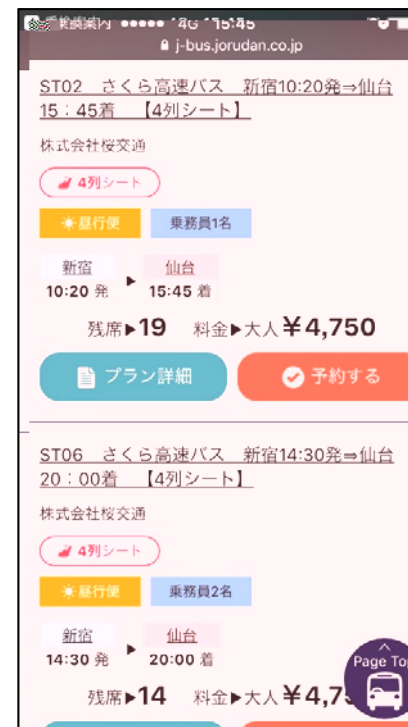 4G 15:45
j-bus.jorudan.co.jp
ST02 さくら高速バス 新宿10:20発⇒仙台
15：45着 【4列シート】
株式会社桜交通
4列シート
昼行便 乗務員1名
新宿 仙台
10:20 発 ▶ 15:45 着
残席▶19 料金▶大人¥4,750
プラン詳細 予約する
ST06 さくら高速バス 新宿14:30発⇒仙台
20：00着 【4列シート】
株式会社桜交通
4列シート
昼行便 乗務員2名
新宿 仙台
14:30 発 ▶ 20:00 着
Page To
残席▶14 料金▶大人¥4,7